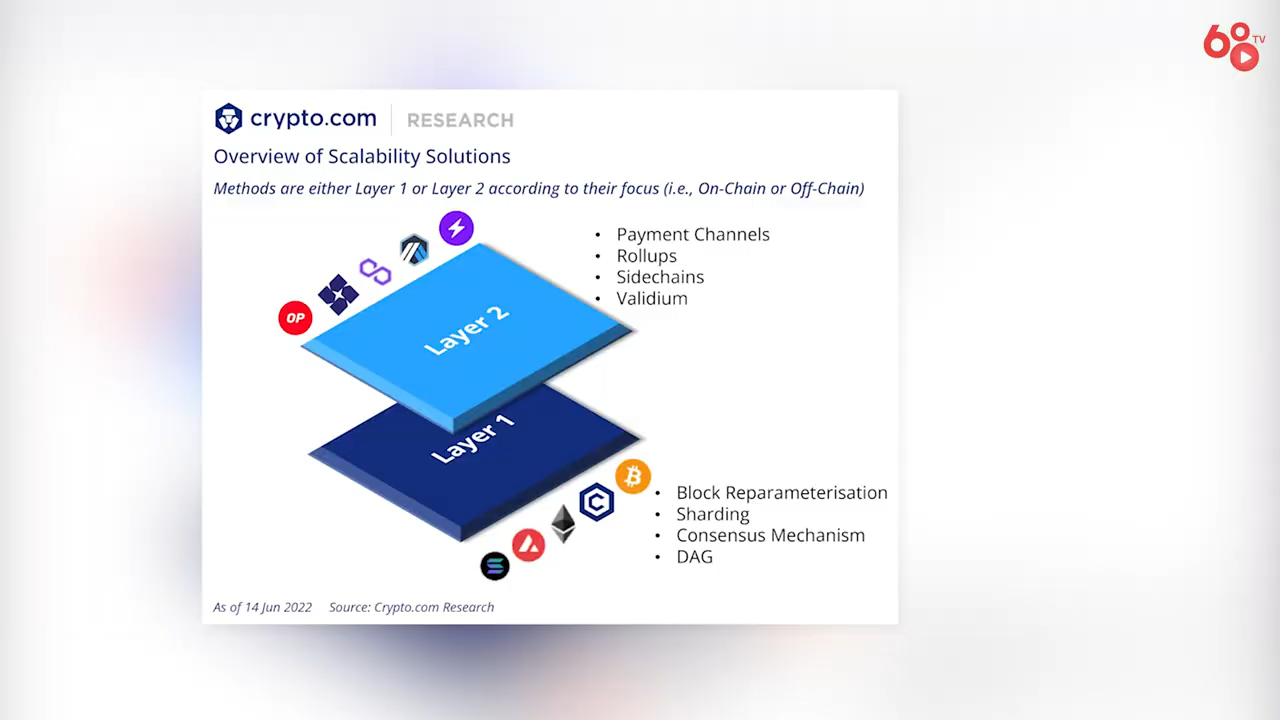 68 TV
crypto.com RESEARCH
Overview of Scalability Solutions
Methods are either Layer 1 or Layer 2 according to their focus (i.e., On-Chain or Off-Chain)
• Payment Channels
• Rollups
• Sidechains
• Validium
OP
Layer 2
Layer 1
• Block Reparameterisation
• Sharding
• Consensus Mechanism
• DAG
As of 14 Jun 2022 Source: Crypto.com Research